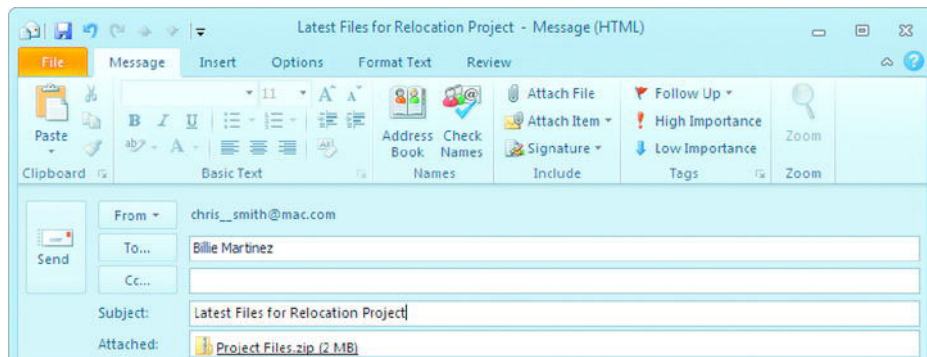 Latest Files for Relocation Project - Message (HTML)
File Message Insert Options Format Text Review
Paste
Clipboard
11
B I U
Basic Text
Address Book
Check Names
Names
Attach File
Attach Item
Signature
Include
Follow Up
High Importance
Low Importance
Tags
Zoom
Zoom
Send
From chris__smith@mac.com
To... Billie Martinez
Cc...
Subject: Latest Files for Relocation Project
Attached: Project Files.zip (2 MB)